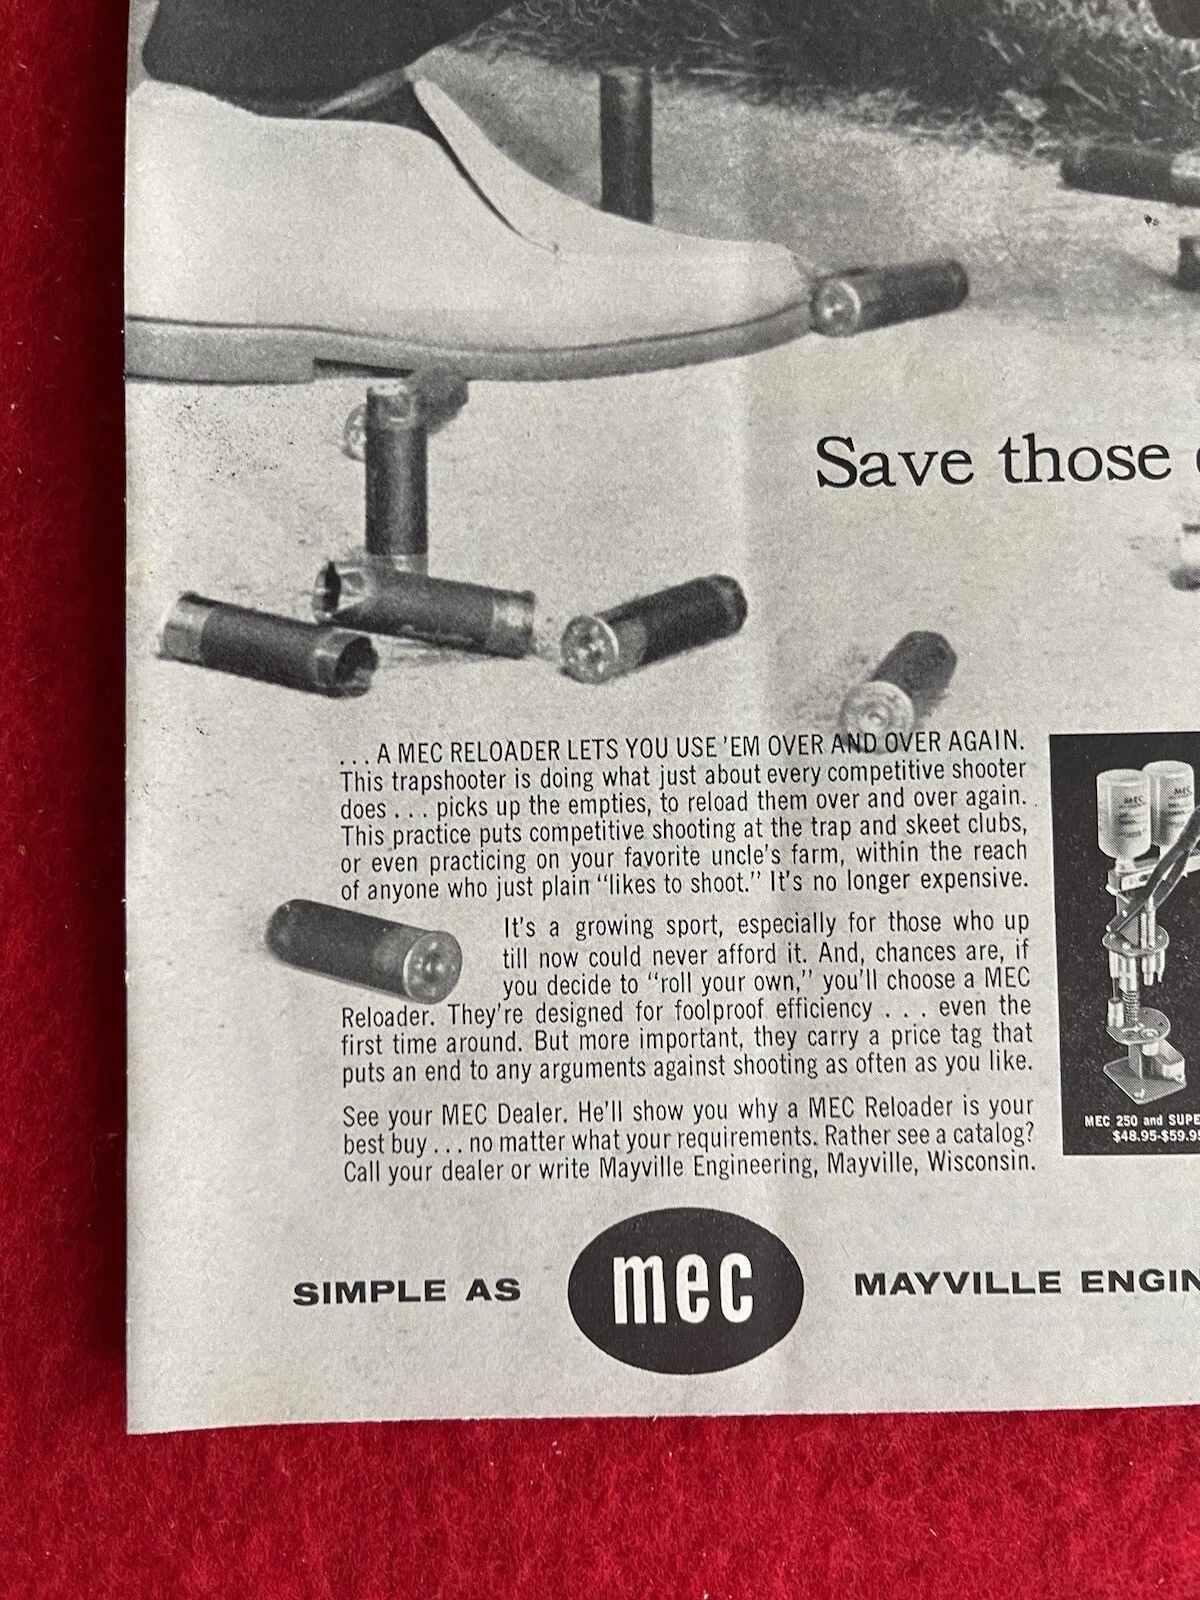 Save those
... A MEC RELOADER LETS YOU USE 'EM OVER AND OVER AGAIN.
This trapshooter is doing what just about every competitive shooter
does . . . picks up the empties, to reload them over and over again.
This practice puts competitive shooting at the trap and skeet clubs,
or even practicing on your favorite uncle's farm, within the reach
of anyone who just plain “likes to shoot.” It's no longer expensive.
It's a growing sport, especially for those who up
till now could never afford it. And, chances are, if
you decide to “roll your own,” you'll choose a MEC
Reloader. They're designed for foolproof efficiency . . . even the
first time around. But more important, they carry a price tag that
puts an end to any arguments against shooting as often as you like.
See your MEC Dealer. He'll show you why a MEC Reloader is your
best buy . . . no matter what your requirements. Rather see a catalog?
Call your dealer or write Mayville Engineering, Mayville, Wisconsin.
MEC
MEC
MEC 250 and SUPE
$48.95-$59.95
SIMPLE AS
mec
MAYVILLE ENGIN